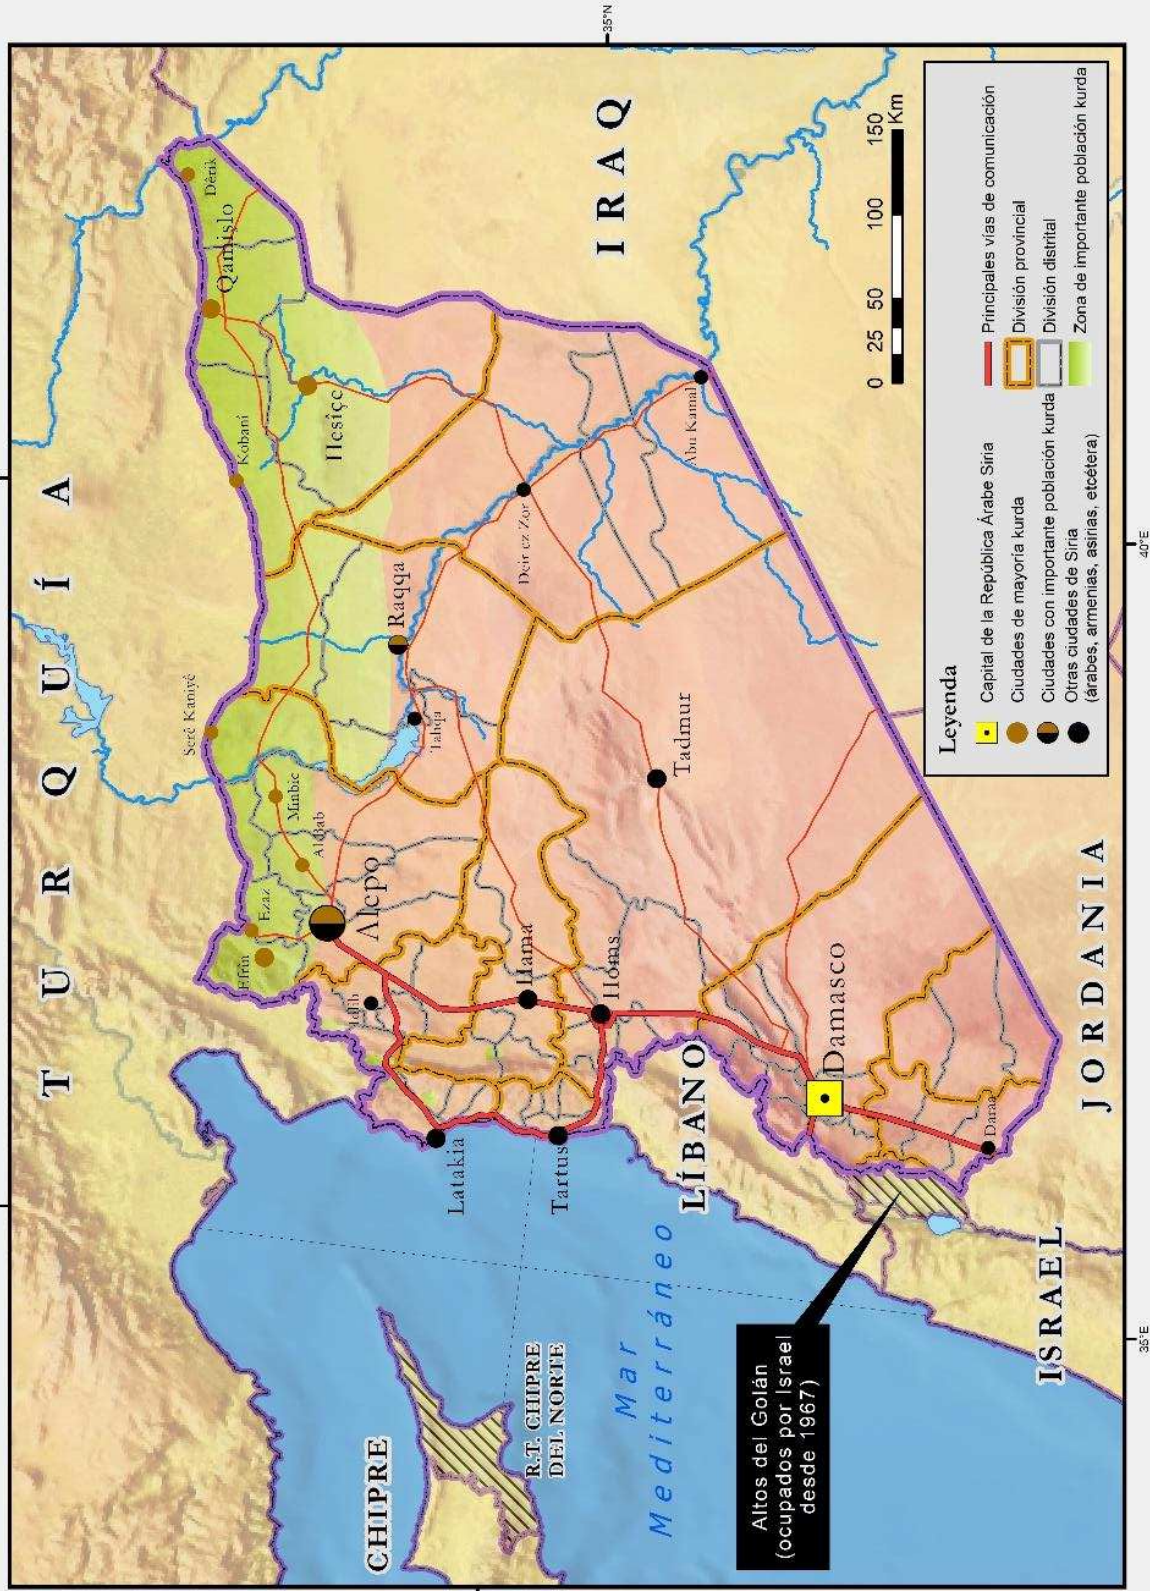 TURQUÍA
Dêrik
Qamişlo
Kobanî
Hesîçe
Serê Kaniyê
Minbic
Al-Bab
Ezaz
Efrîn
Alepo
Raqqa
Tabqa
Idlib
Deir ez Zor
Abu Kamal
Latakia
Hama
Tartus
Homs
Tadmur
Damasco
Daraa
IRAQ
LÍBANO
JORDANIA
ISRAEL
CHIPRE
R.T. CHIPRE
DEL NORTE
Mar
Mediterráneo
Altos del Golán
(ocupados por Israel
desde 1967)
0 25 50 100 150
Km
Leyenda
Capital de la República Árabe Siria
Ciudades de mayoría kurda
Ciudades con importante población kurda
Otras ciudades de Siria
(árabes, armenias, asirias, etcétera)
Principales vías de comunicación
División provincial
División distrital
Zona de importante población kurda
35°N
40°E
35°E